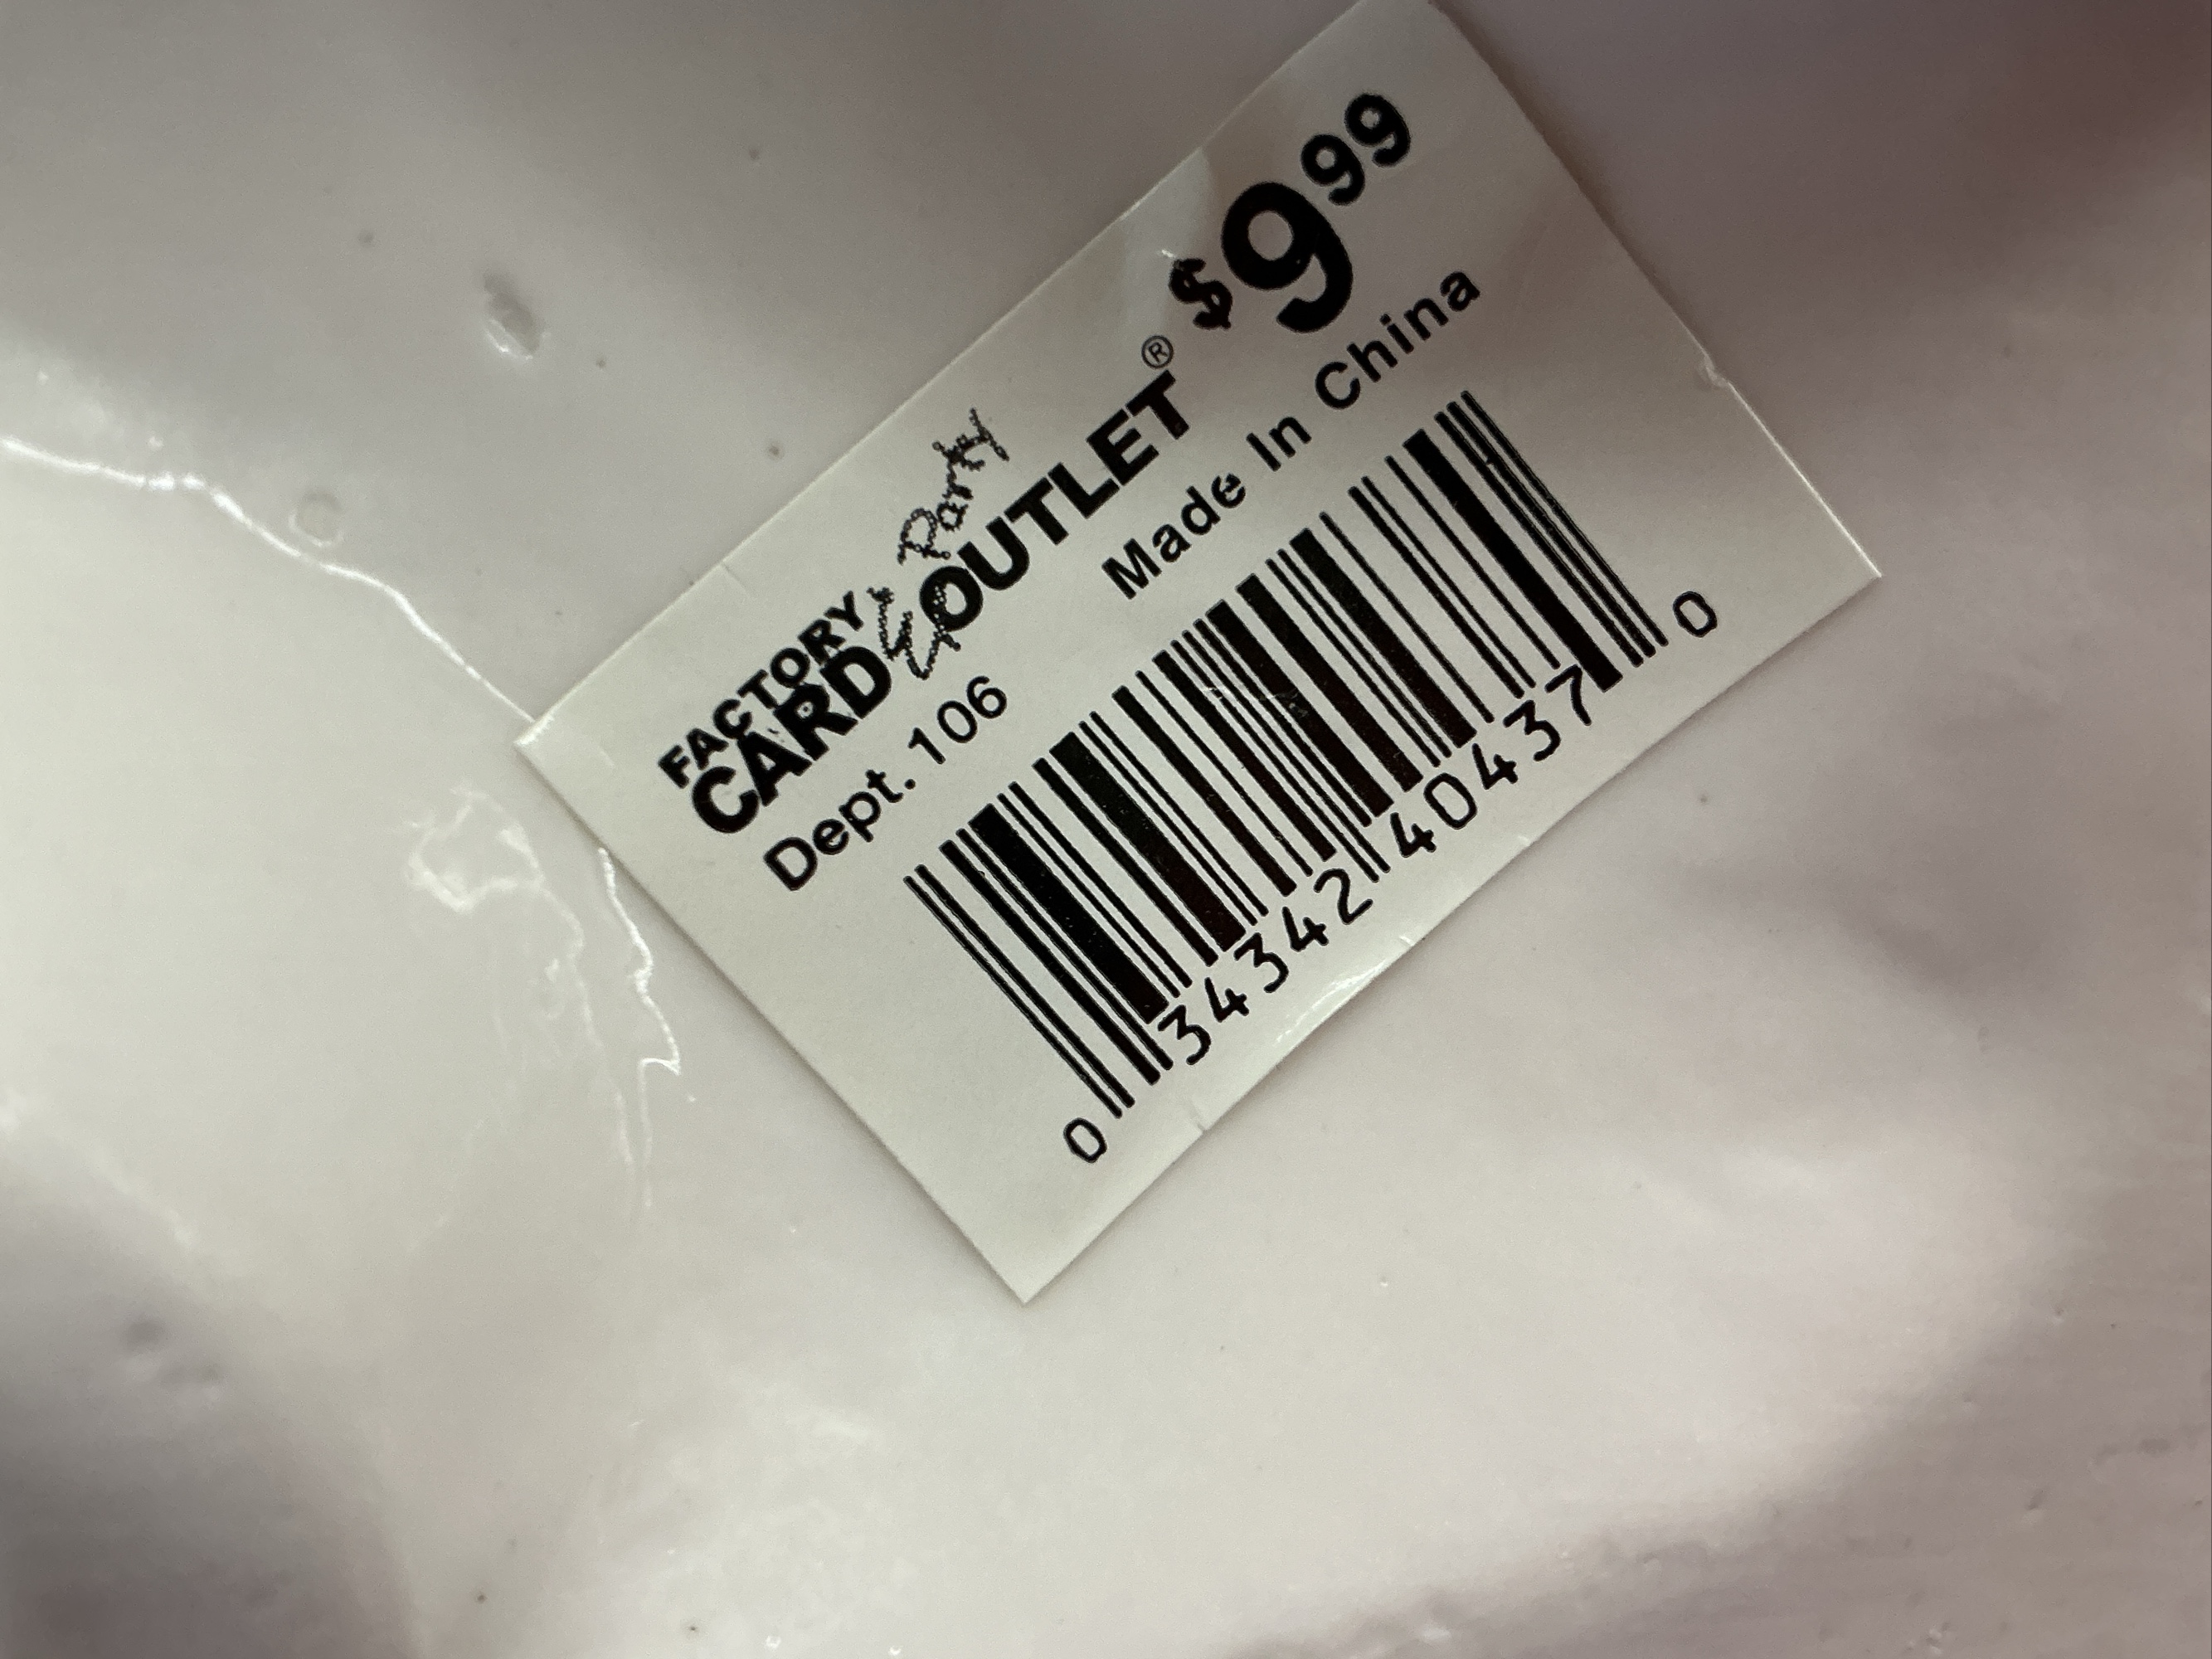 $9.99
FACTORY
CARD & Party OUTLET®
Dept. 106 Made In China
0 34342 40437 0